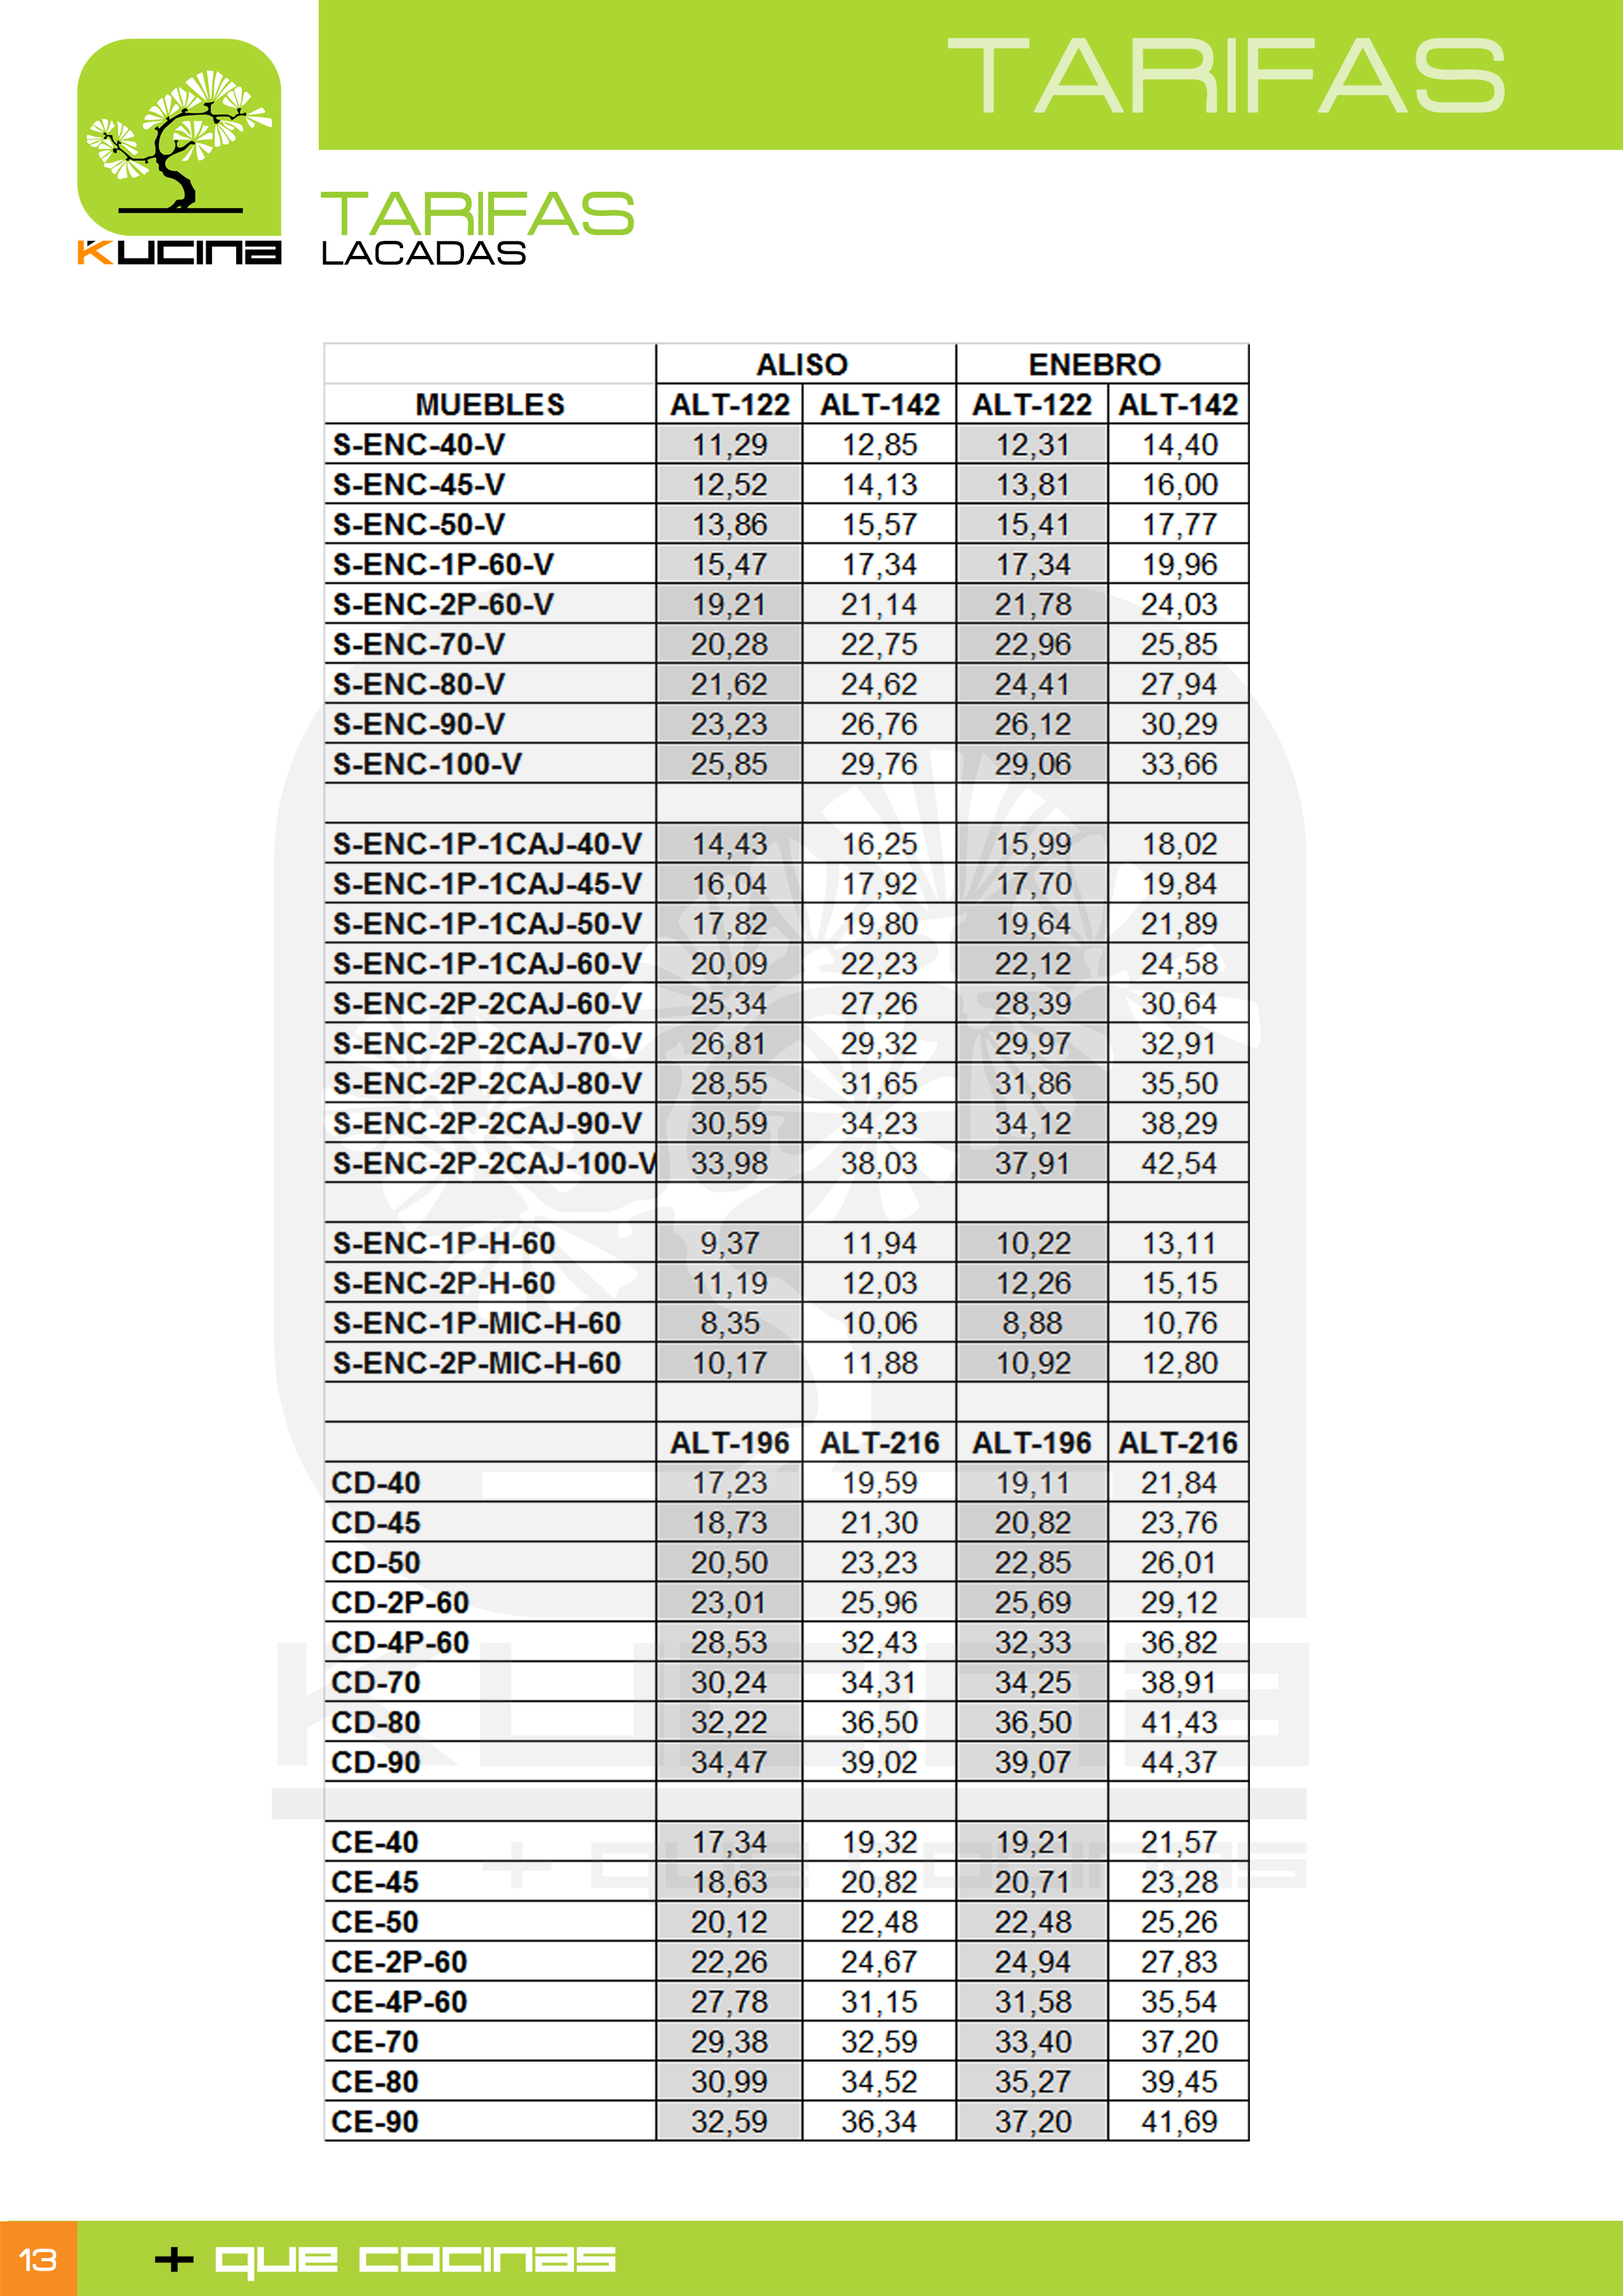 TARIFAS
TARIFAS
LACADAS
KUCINA
ALISO ENEBRO
MUEBLES ALT-122 ALT-142 ALT-122 ALT-142
S-ENC-40-V 11,29 12,85 12,31 14,40
S-ENC-45-V 12,52 14,13 13,81 16,00
S-ENC-50-V 13,86 15,57 15,41 17,77
S-ENC-1P-60-V 15,47 17,34 17,34 19,96
S-ENC-2P-60-V 19,21 21,14 21,78 24,03
S-ENC-70-V 20,28 22,75 22,96 25,85
S-ENC-80-V 21,62 24,62 24,41 27,94
S-ENC-90-V 23,23 26,76 26,12 30,29
S-ENC-100-V 25,85 29,76 29,06 33,66
S-ENC-1P-1CAJ-40-V 14,43 16,25 15,99 18,02
S-ENC-1P-1CAJ-45-V 16,04 17,92 17,70 19,84
S-ENC-1P-1CAJ-50-V 17,82 19,80 19,64 21,89
S-ENC-1P-1CAJ-60-V 20,09 22,23 22,12 24,58
S-ENC-2P-2CAJ-60-V 25,34 27,26 28,39 30,64
S-ENC-2P-2CAJ-70-V 26,81 29,32 29,97 32,91
S-ENC-2P-2CAJ-80-V 28,55 31,65 31,86 35,50
S-ENC-2P-2CAJ-90-V 30,59 34,23 34,12 38,29
S-ENC-2P-2CAJ-100-V 33,98 38,03 37,91 42,54
S-ENC-1P-H-60 9,37 11,94 10,22 13,11
S-ENC-2P-H-60 11,19 12,03 12,26 15,15
S-ENC-1P-MIC-H-60 8,35 10,06 8,88 10,76
S-ENC-2P-MIC-H-60 10,17 11,88 10,92 12,80
ALT-196 ALT-216 ALT-196 ALT-216
CD-40 17,23 19,59 19,11 21,84
CD-45 18,73 21,30 20,82 23,76
CD-50 20,50 23,23 22,85 26,01
CD-2P-60 23,01 25,96 25,69 29,12
CD-4P-60 28,53 32,43 32,33 36,82
CD-70 30,24 34,31 34,25 38,91
CD-80 32,22 36,50 36,50 41,43
CD-90 34,47 39,02 39,07 44,37
CE-40 17,34 19,32 19,21 21,57
CE-45 18,63 20,82 20,71 23,28
CE-50 20,12 22,48 22,48 25,26
CE-2P-60 22,26 24,67 24,94 27,83
CE-4P-60 27,78 31,15 31,58 35,54
CE-70 29,38 32,59 33,40 37,20
CE-80 30,99 34,52 35,27 39,45
CE-90 32,59 36,34 37,20 41,69
13 + que cocinas